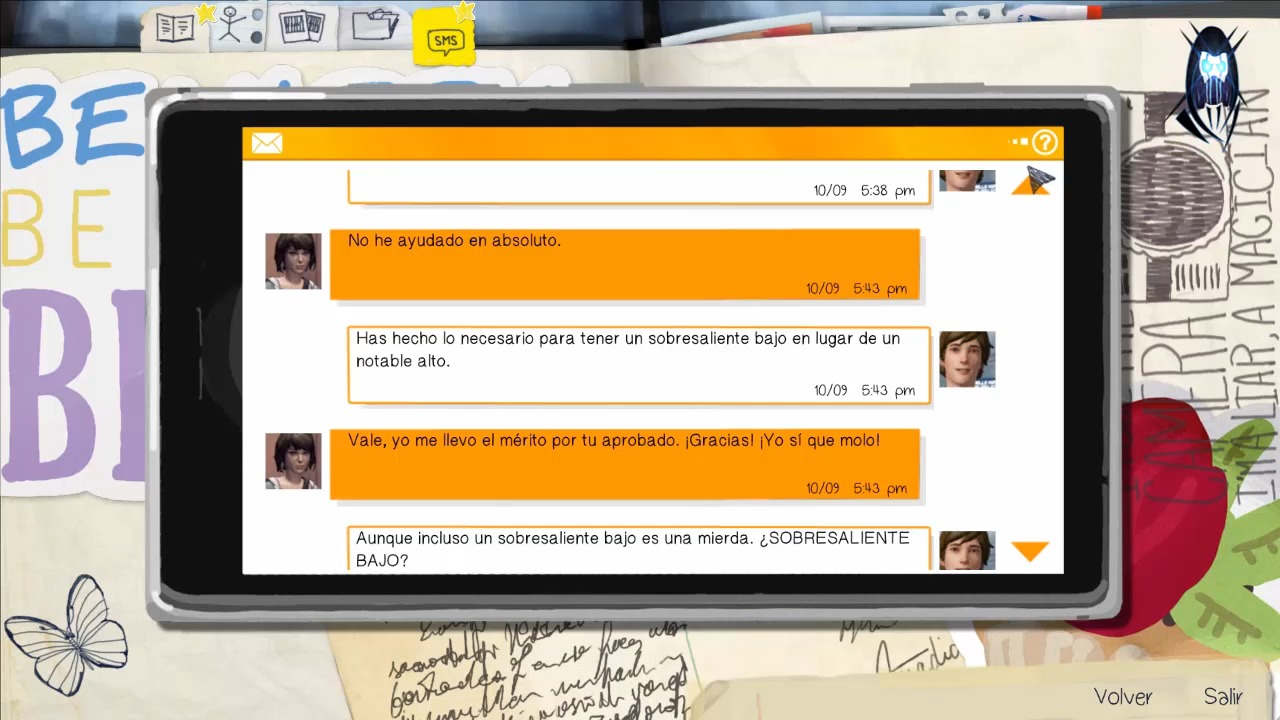 SMS
BE
BE
10/09 5:38 pm
No he ayudado en absoluto.
10/09 5:43 pm
Has hecho lo necesario para tener un sobresaliente bajo en lugar de un
notable alto.
10/09 5:43 pm
Vale, yo me llevo el mérito por tu aprobado. ¡Gracias! ¡Yo sí que molo!
10/09 5:43 pm
Aunque incluso un sobresaliente bajo es una mierda. ¿SOBRESALIENTE
BAJO?
MAGICIAN
Volver Salir